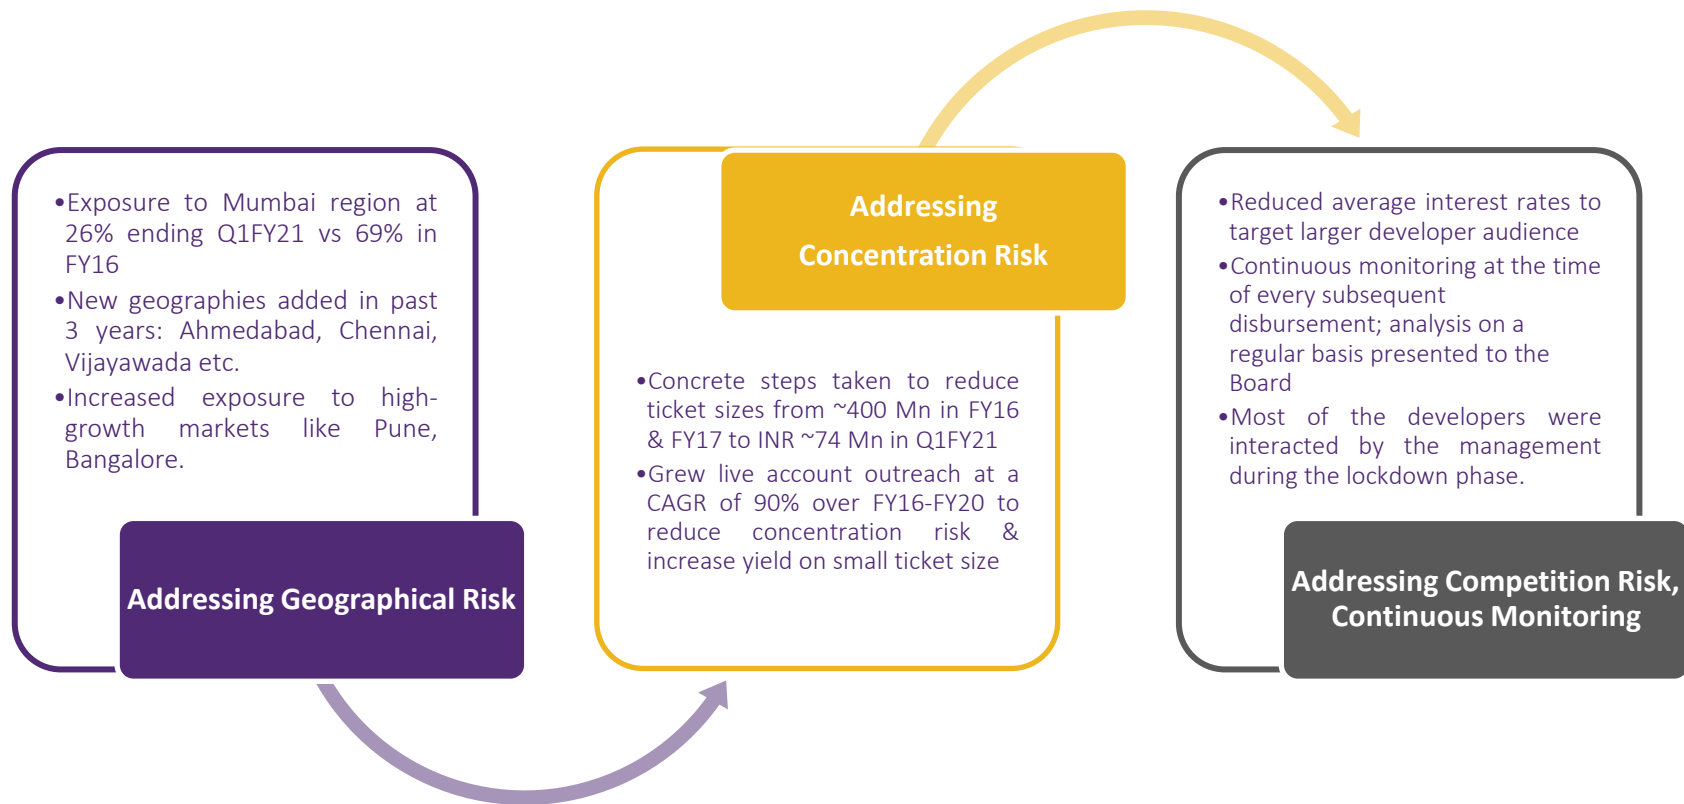 •Exposure to Mumbai region at
26% ending Q1FY21 vs 69% in
FY16
•New geographies added in past
3 years: Ahmedabad, Chennai,
Vijayawada etc.
•Increased exposure to high-
growth markets like Pune,
Bangalore.
Addressing Geographical Risk
Addressing
Concentration Risk
•Concrete steps taken to reduce
ticket sizes from ~400 Mn in FY16
& FY17 to INR ~74 Mn in Q1FY21
•Grew live account outreach at a
CAGR of 90% over FY16-FY20 to
reduce concentration risk &
increase yield on small ticket size
•Reduced average interest rates to
target larger developer audience
•Continuous monitoring at the time
of every subsequent
disbursement; analysis on a
regular basis presented to the
Board
•Most of the developers were
interacted by the management
during the lockdown phase.
Addressing Competition Risk,
Continuous Monitoring